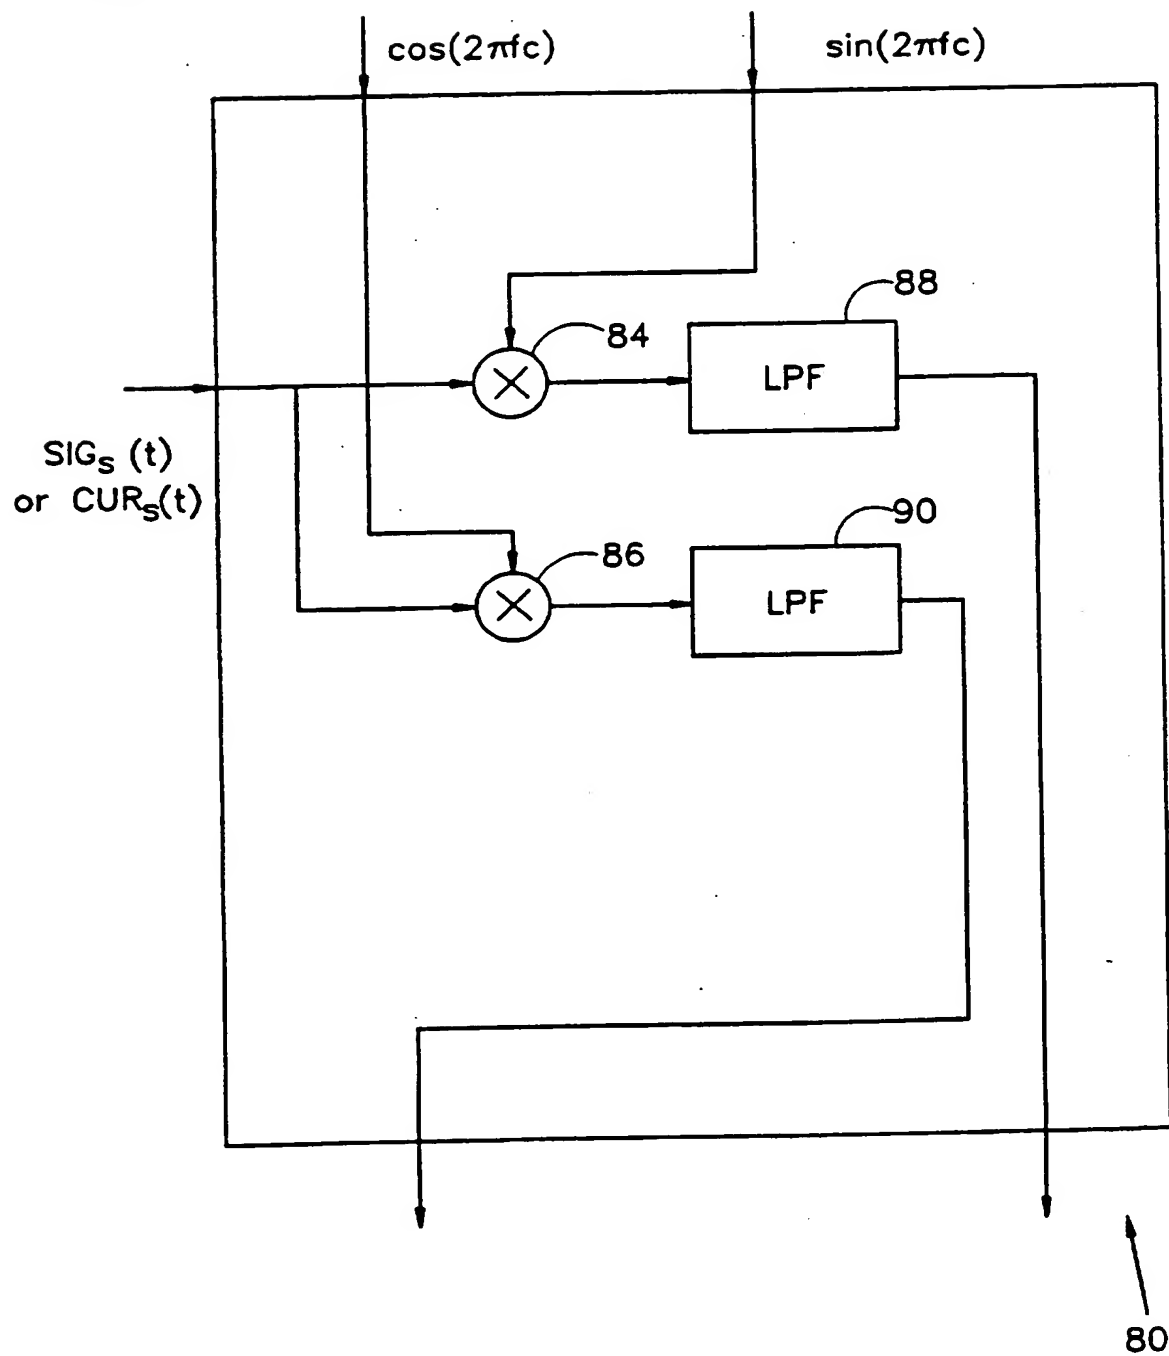 cos(2πfc)
sin(2πfc)
88
84
LPF
SIGs (t)
or CURs(t)
90
86
LPF
80